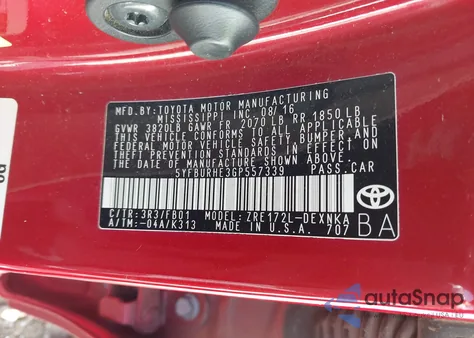 MFD.BY:TOYOTA MOTOR MANUFACTURING
MISSISSIPPI INC. 08/16
GVWR 3820LB GAWR FR 2070 LB RR 1850 LB
THIS VEHICLE CONFORMS TO ALL APPLICABLE
FEDERAL MOTOR VEHICLE SAFETY, BUMPER, AND
THEFT PREVENTION STANDARDS IN EFFECT ON
THE DATE OF MANUFACTURE SHOWN ABOVE.
5YFBURHE3GP557339 PASS.CAR
C/TR:3R3/FB01 MODEL:ZRE172L-DEXNKA
A/TM:-04A/K313 MADE IN U.S.A. 707
BA
TOYOTA
autoSnap